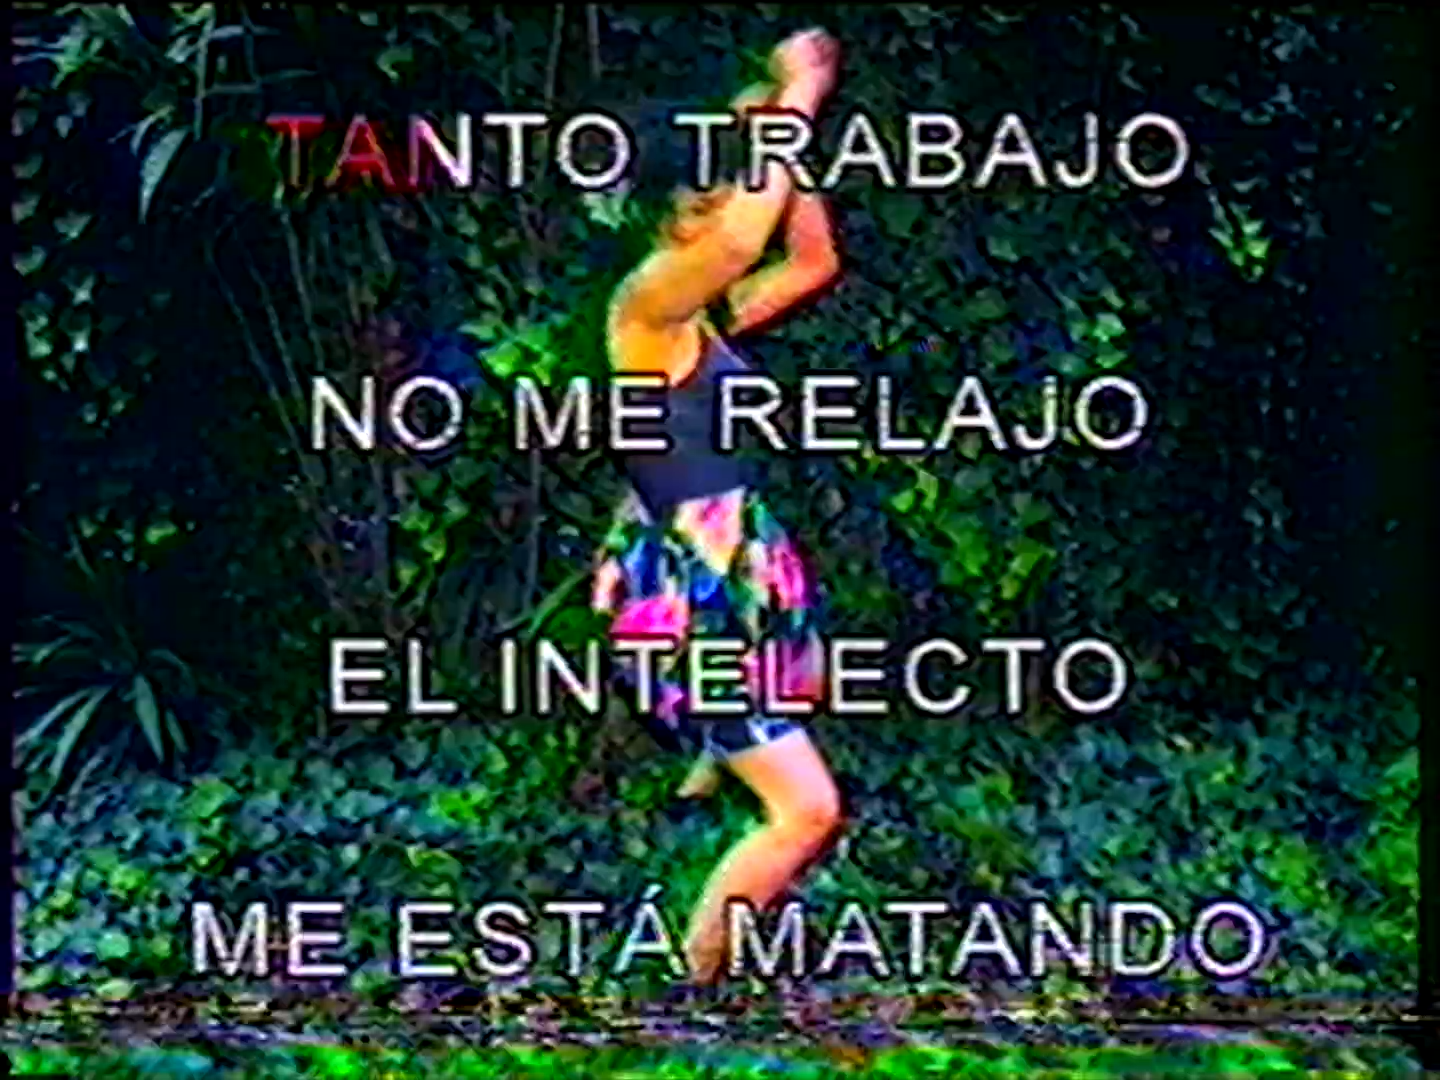 TANTO TRABAJO
NO ME RELAJO
EL INTELECTO
ME ESTÁ MATANDO